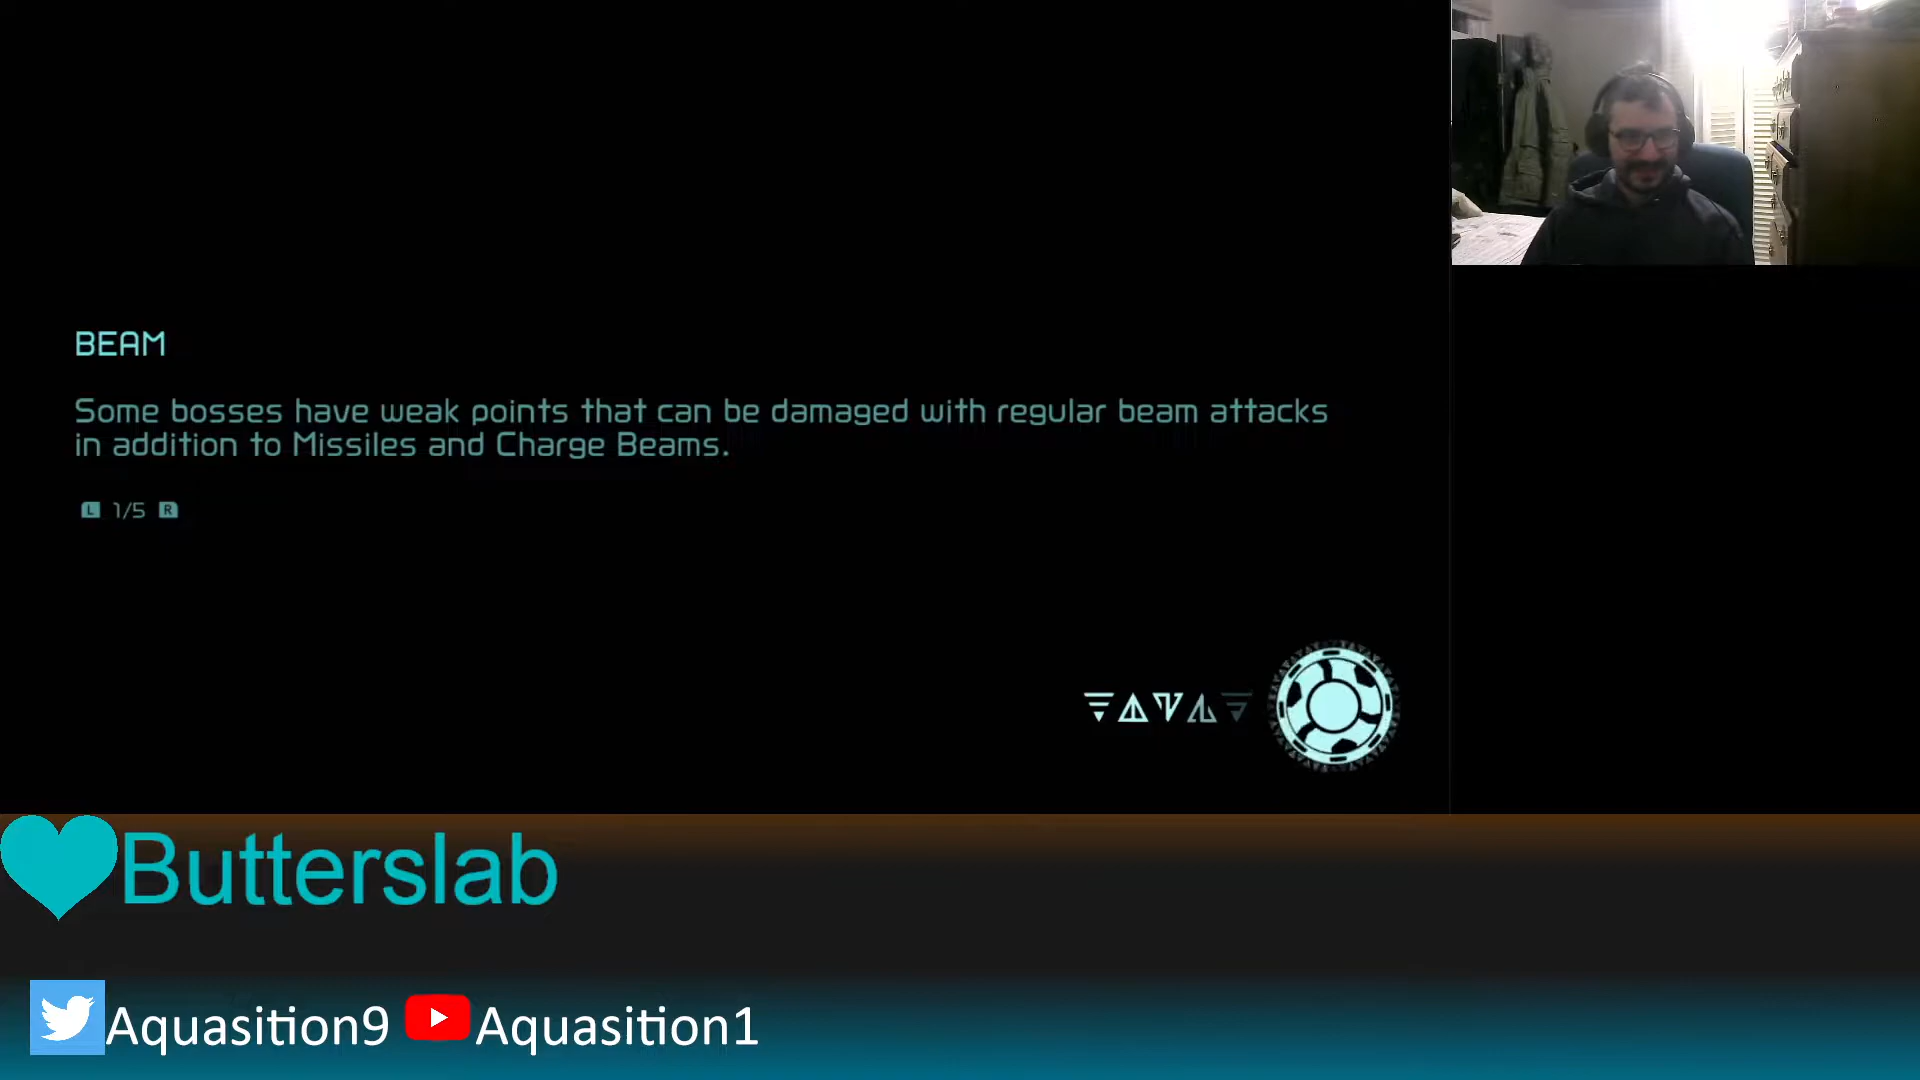 BEAM
Some bosses have weak points that can be damaged with regular beam attacks
in addition to Missiles and Charge Beams.
L 1/5 R
Butterslab
Aquasition9 Aquasition1